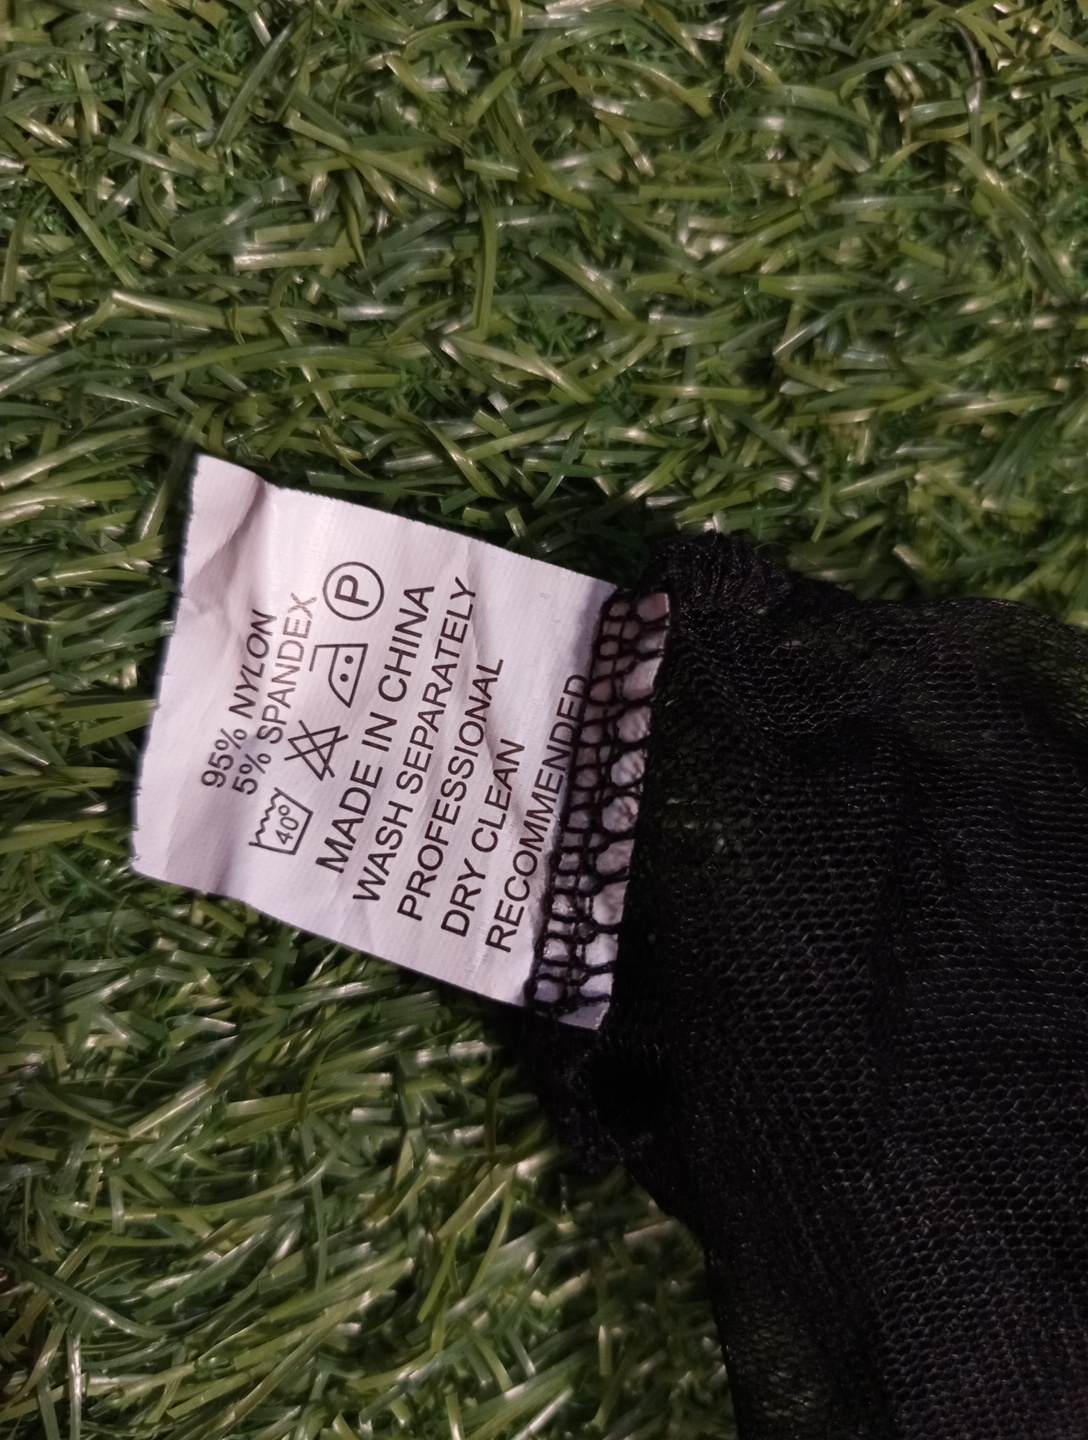 95% NYLON
5% SPANDEX
40° P
MADE IN CHINA
WASH SEPARATELY
PROFESSIONAL
DRY CLEAN
RECOMMENDED